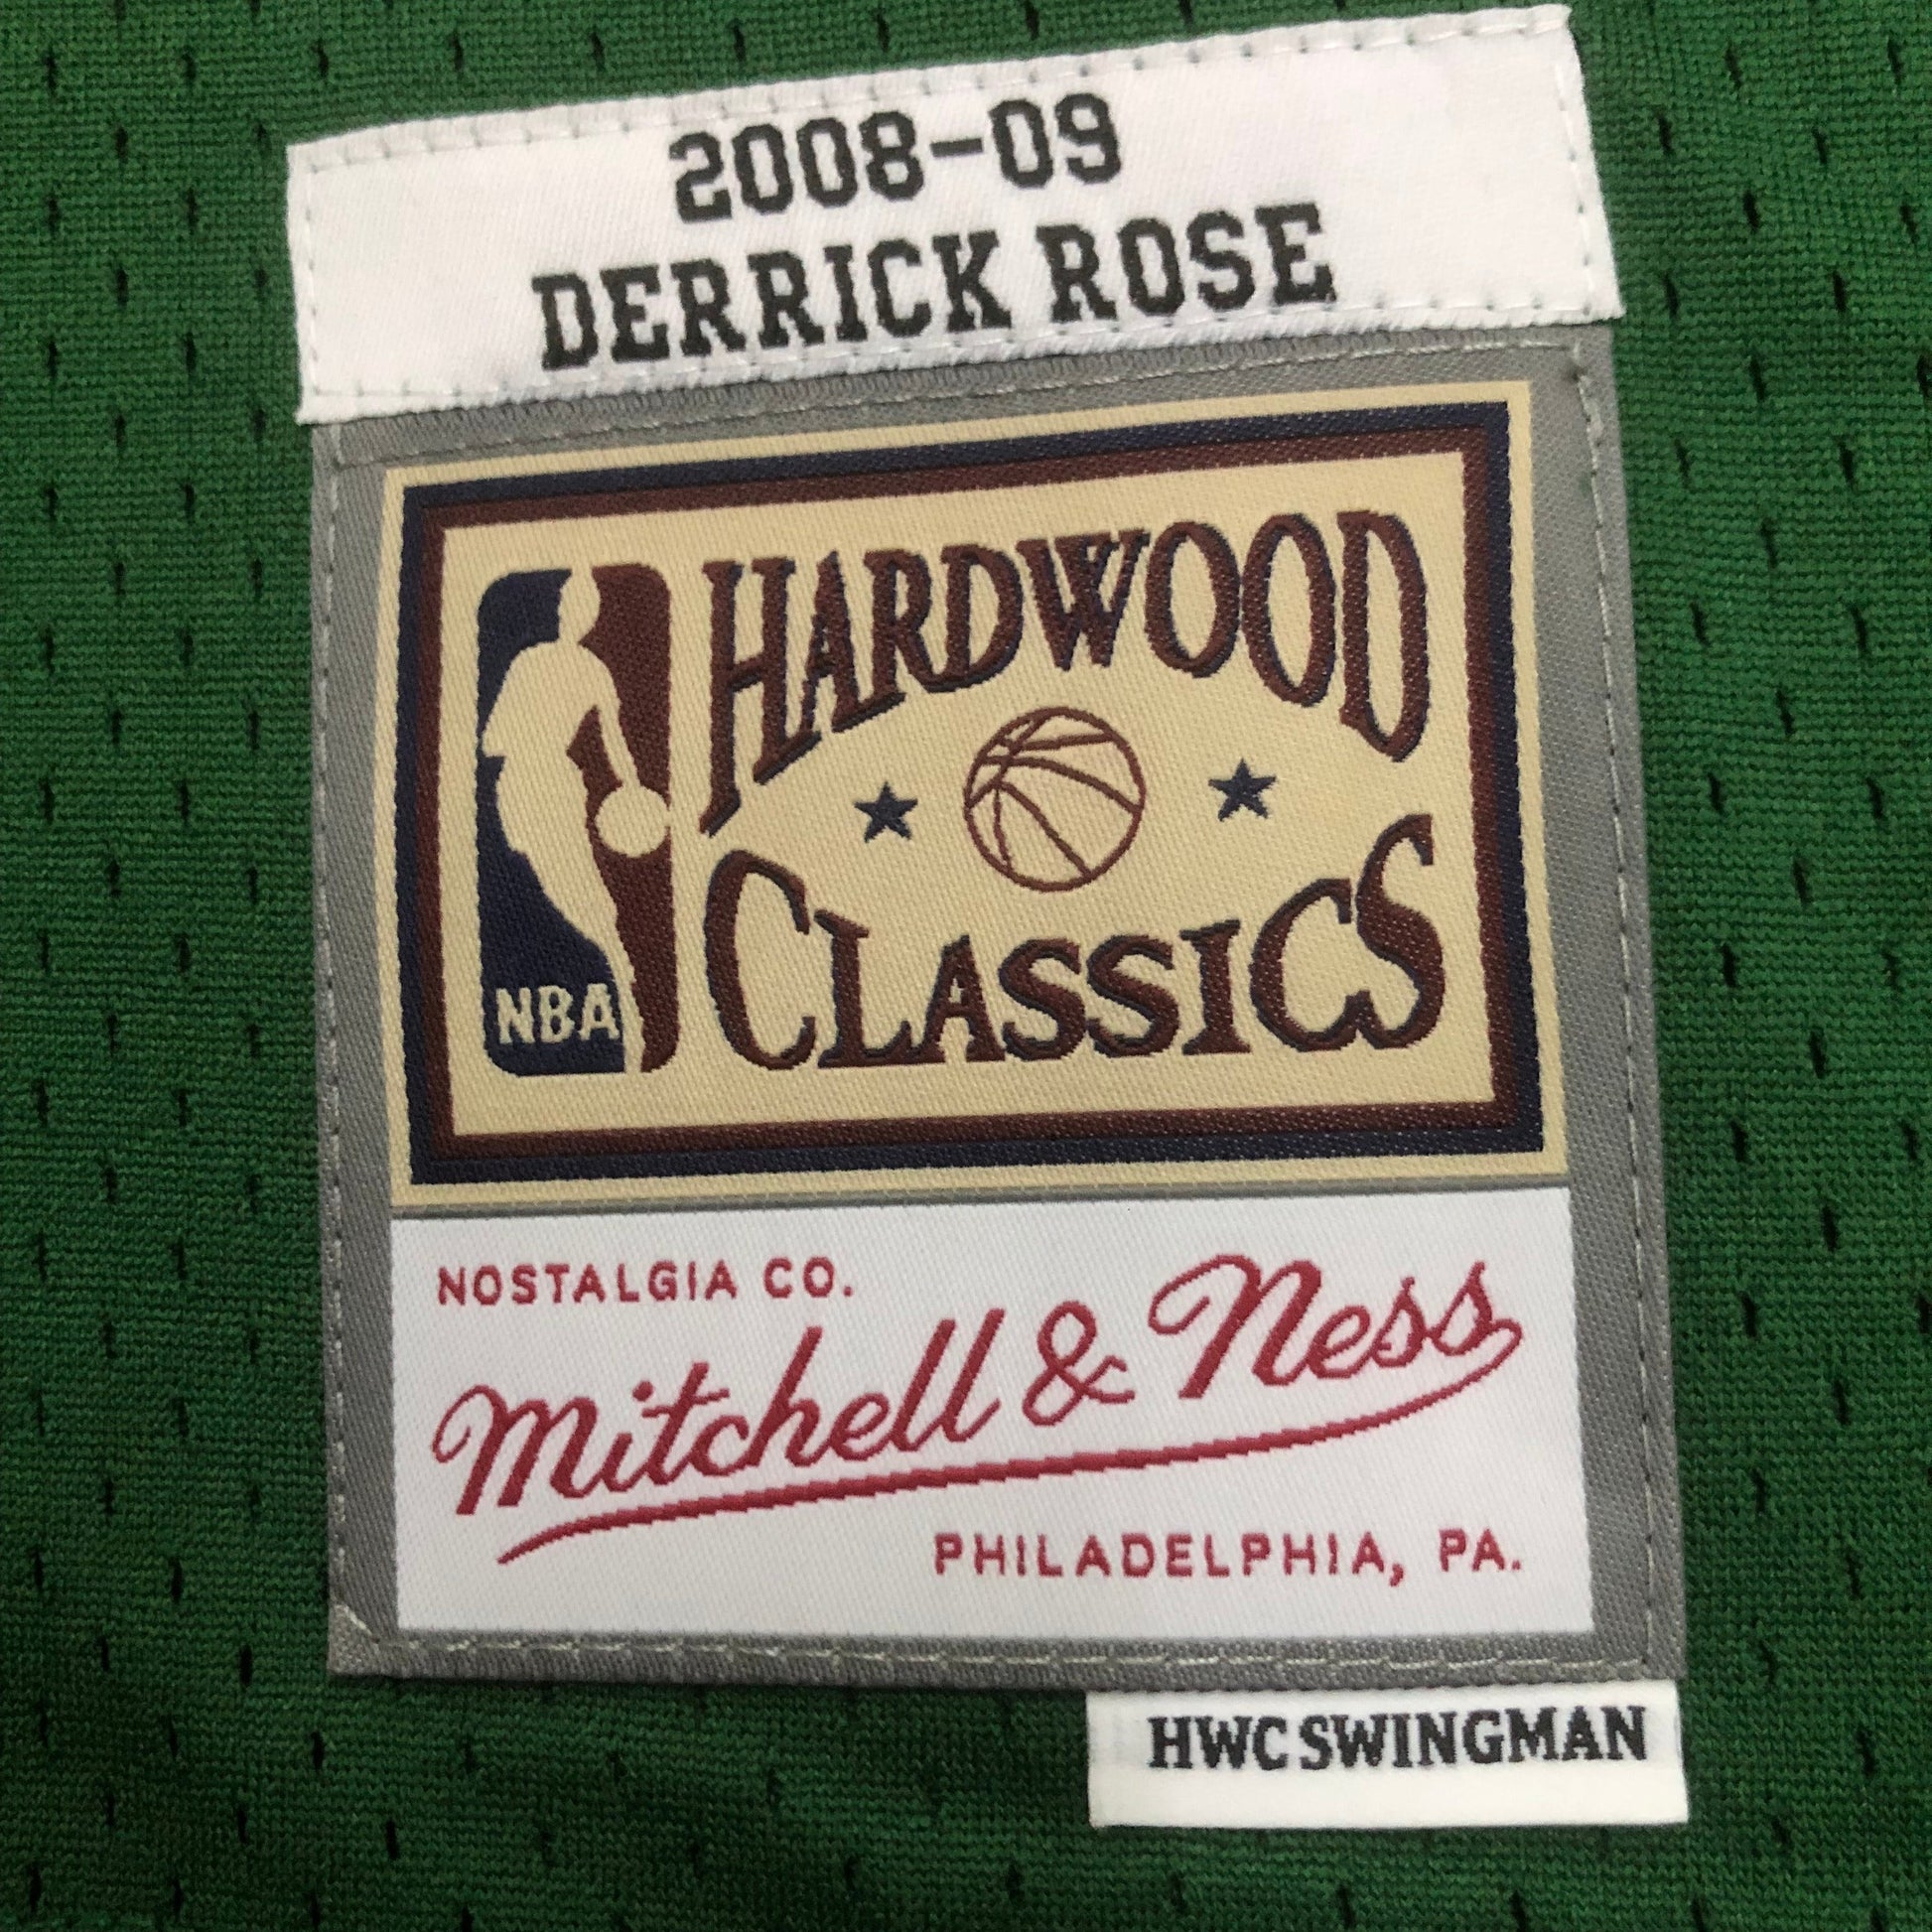 2008-09
DERRICK ROSE
HARDWOOD
CLASSICS
NBA
NOSTALGIA CO.
Mitchell & Ness
PHILADELPHIA, PA.
HWC SWINGMAN